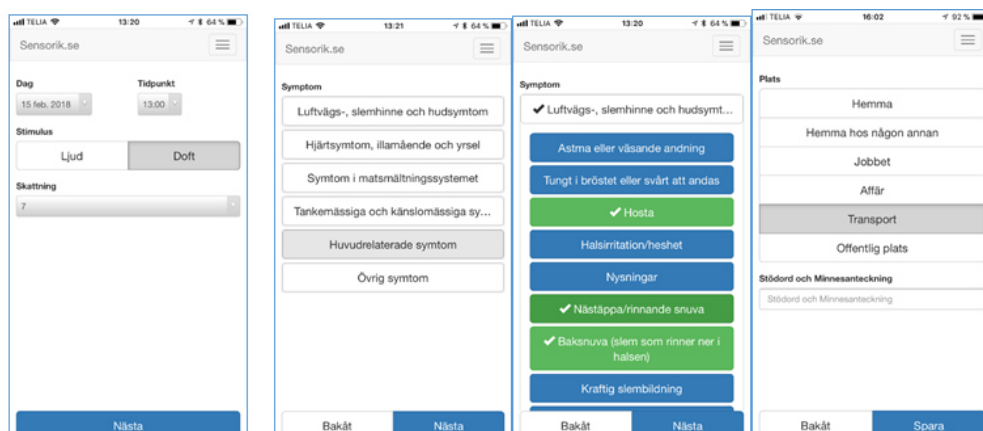 TELIA 13:20 64 %
Sensorik.se
Dag Tidpunkt
15 feb. 2018 13:00
Stimulus
Ljud Doft
Skattning
7
Nästa
TELIA 13:21 64 %
Sensorik.se
Symptom
Luftvägs-, slemhinne och hudsymtom
Hjärtsymtom, illamående och yrsel
Symtom i matsmältningssystemet
Tankemässiga och känslomässiga sy...
Huvudrelaterade symtom
Övrig symtom
Bakåt Nästa
TELIA 13:20 64 %
Sensorik.se
Symptom
✔ Luftvägs-, slemhinne och hudsymt...
Astma eller väsande andning
Tungt i bröstet eller svårt att andas
✔ Hosta
Halsirritation/heshet
Nysningar
✔ Nästäppa/rinnande snuva
✔ Baksnuva (slem som rinner ner i
halsen)
Kraftig slembildning
Bakåt Nästa
TELIA 16:02 92 %
Sensorik.se
Plats
Hemma
Hemma hos någon annan
Jobbet
Affär
Transport
Offentlig plats
Stödord och Minnesanteckning
Stödord och Minnesanteckning
Bakåt Spara